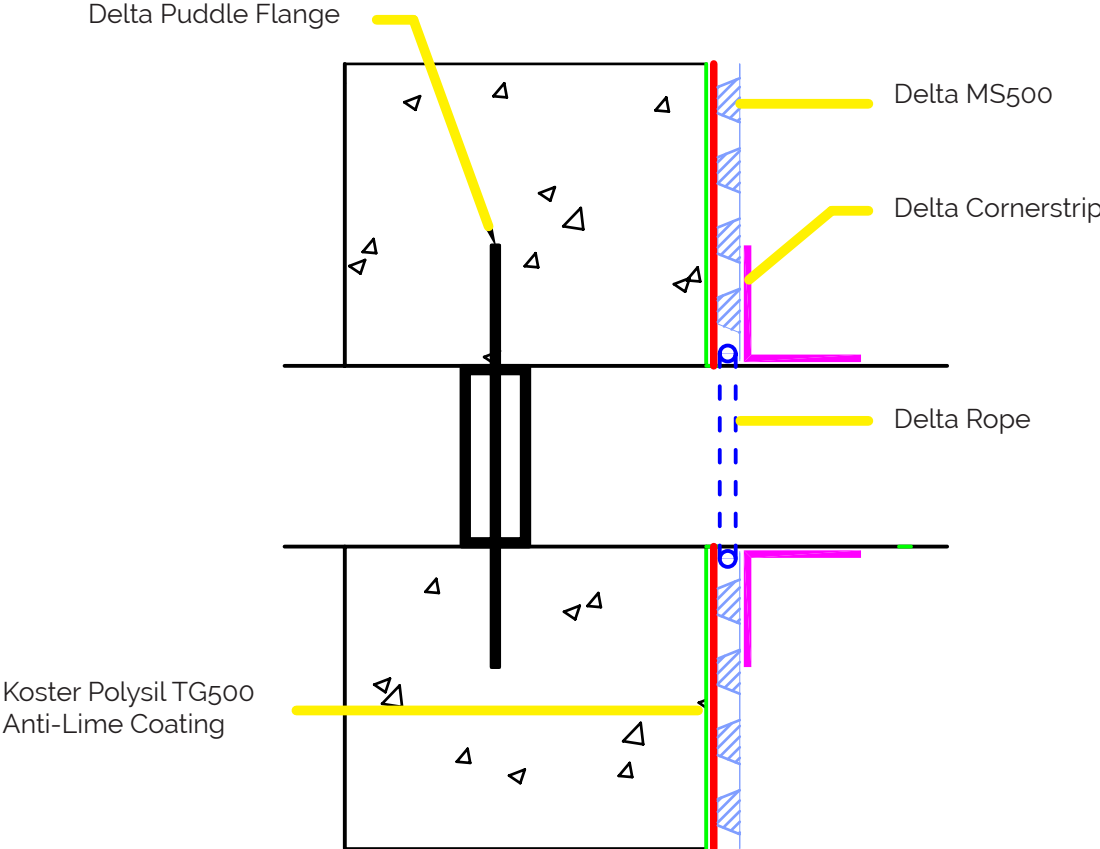 Delta Puddle Flange
Delta MS500
Delta Cornerstrip
Delta Rope
Koster Polysil TG500
Anti-Lime Coating